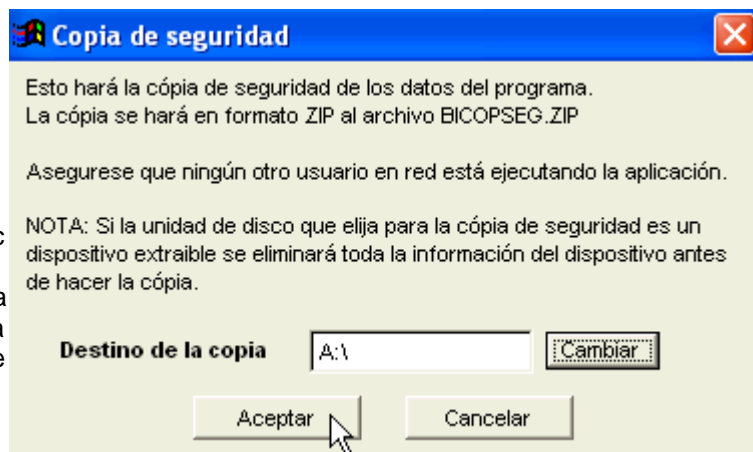 Copia de seguridad
Esto hará la cópia de seguridad de los datos del programa.
La cópia se hará en formato ZIP al archivo BICOPSEG.ZIP
Asegurese que ningún otro usuario en red está ejecutando la aplicación.
NOTA: Si la unidad de disco que elija para la cópia de seguridad es un
dispositivo extraible se eliminará toda la información del dispositivo antes
de hacer la cópia.
Destino de la copia A:\ Cambiar
Aceptar Cancelar